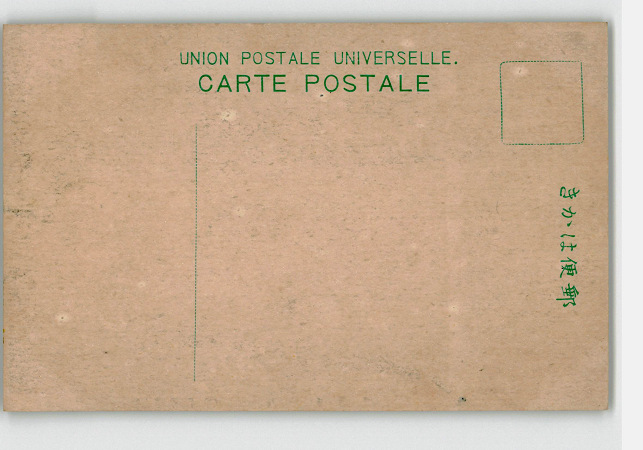 UNION POSTALE UNIVERSELLE.
CARTE POSTALE
きかは便郵